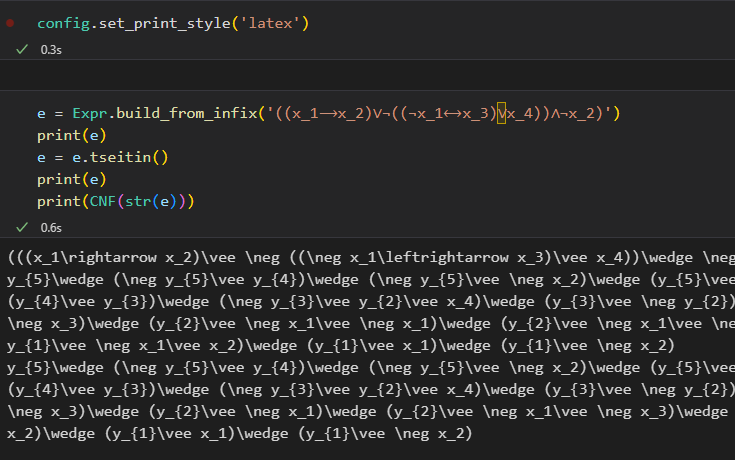 config.set_print_style('latex')
0.3s
e = Expr.build_from_infix('((x_1→x_2)∨¬((¬x_1↔x_3)∨x_4))∧¬x_2)')
print(e)
e = e.tseitin()
print(e)
print(CNF(str(e)))
0.6s
(((x_1\rightarrow x_2)\vee \neg ((\neg x_1\leftrightarrow x_3)\vee x_4))\wedge \neg
y_{5}\wedge (\neg y_{5}\vee y_{4})\wedge (\neg y_{5}\vee \neg x_2)\wedge (y_{5}\vee
(y_{4}\vee y_{3})\wedge (\neg y_{3}\vee y_{2}\vee x_4)\wedge (y_{3}\vee \neg y_{2})
\neg x_3)\wedge (y_{2}\vee \neg x_1\vee \neg x_1)\wedge (y_{2}\vee \neg x_1\vee \ne
y_{1}\vee \neg x_1\vee x_2)\wedge (y_{1}\vee x_1)\wedge (y_{1}\vee \neg x_2)
y_{5}\wedge (\neg y_{5}\vee y_{4})\wedge (\neg y_{5}\vee \neg x_2)\wedge (y_{5}\vee
(y_{4}\vee y_{3})\wedge (\neg y_{3}\vee y_{2}\vee x_4)\wedge (y_{3}\vee \neg y_{2})
\neg x_3)\wedge (y_{2}\vee \neg x_1)\wedge (y_{2}\vee \neg x_1\vee \neg x_3)\wedge
x_2)\wedge (y_{1}\vee x_1)\wedge (y_{1}\vee \neg x_2)